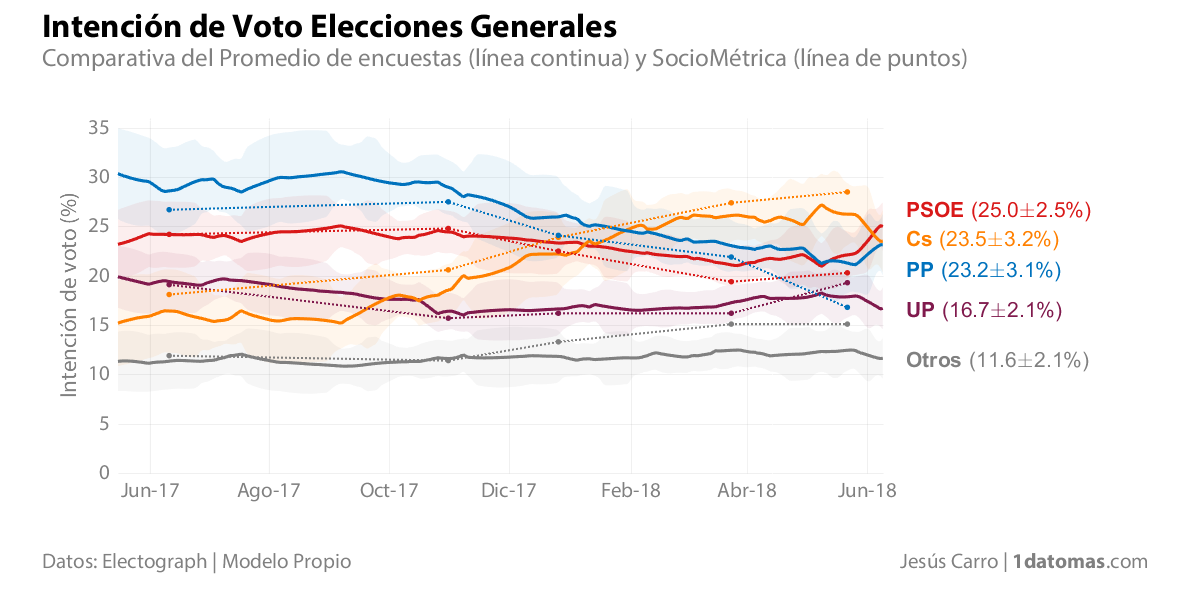 Intención de Voto Elecciones Generales
Comparativa del Promedio de encuestas (línea continua) y SocioMétrica (línea de puntos)
Intención de voto (%)
35
30
25
20
15
10
5
0
Jun-17
Ago-17
Oct-17
Dic-17
Feb-18
Abr-18
Jun-18
PSOE (25.0±2.5%)
Cs (23.5±3.2%)
PP (23.2±3.1%)
UP (16.7±2.1%)
Otros (11.6±2.1%)
Datos: Electograph | Modelo Propio
Jesús Carro | 1datomas.com